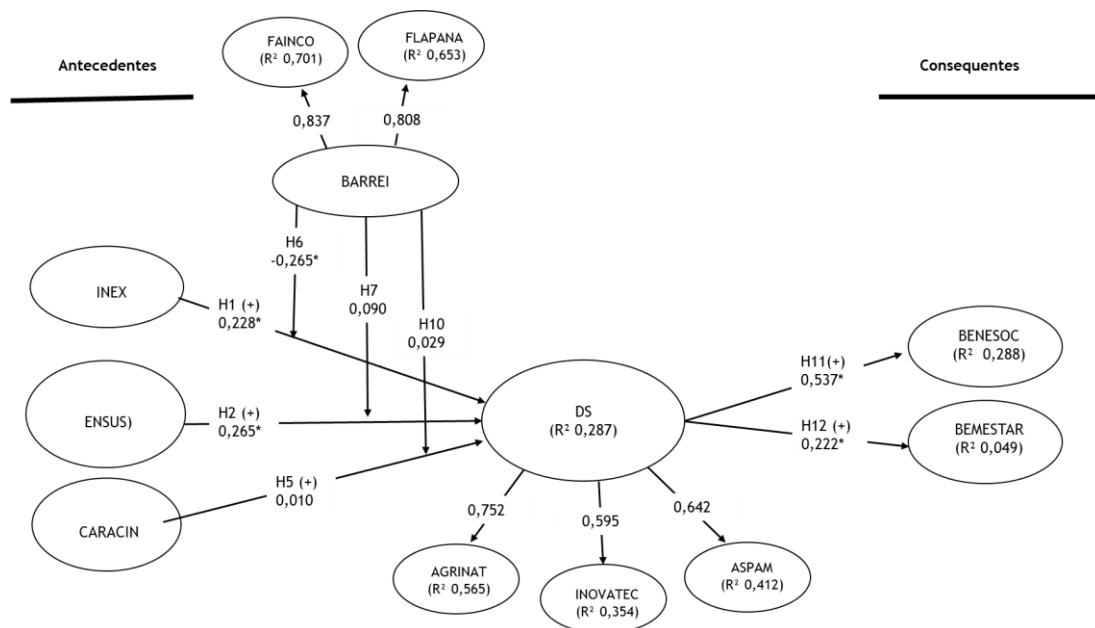 FAINCO
(R² 0,701)
FLAPANA
(R² 0,653)
Antecedentes
Consequentes
0,837
0,808
BARREI
H6
-0,265*
H7
0,090
H10
0,029
INEX
H1 (+)
0,228*
ENSUS)
H2 (+)
0,265*
CARACIN
H5 (+)
0,010
DS
(R² 0,287)
H11(+)
0,537*
BENESOC
(R² 0,288)
H12 (+)
0,222*
BEMESTAR
(R² 0,049)
0,752
0,595
0,642
AGRINAT
(R² 0,565)
INOVATEC
(R² 0,354)
ASPAM
(R² 0,412)